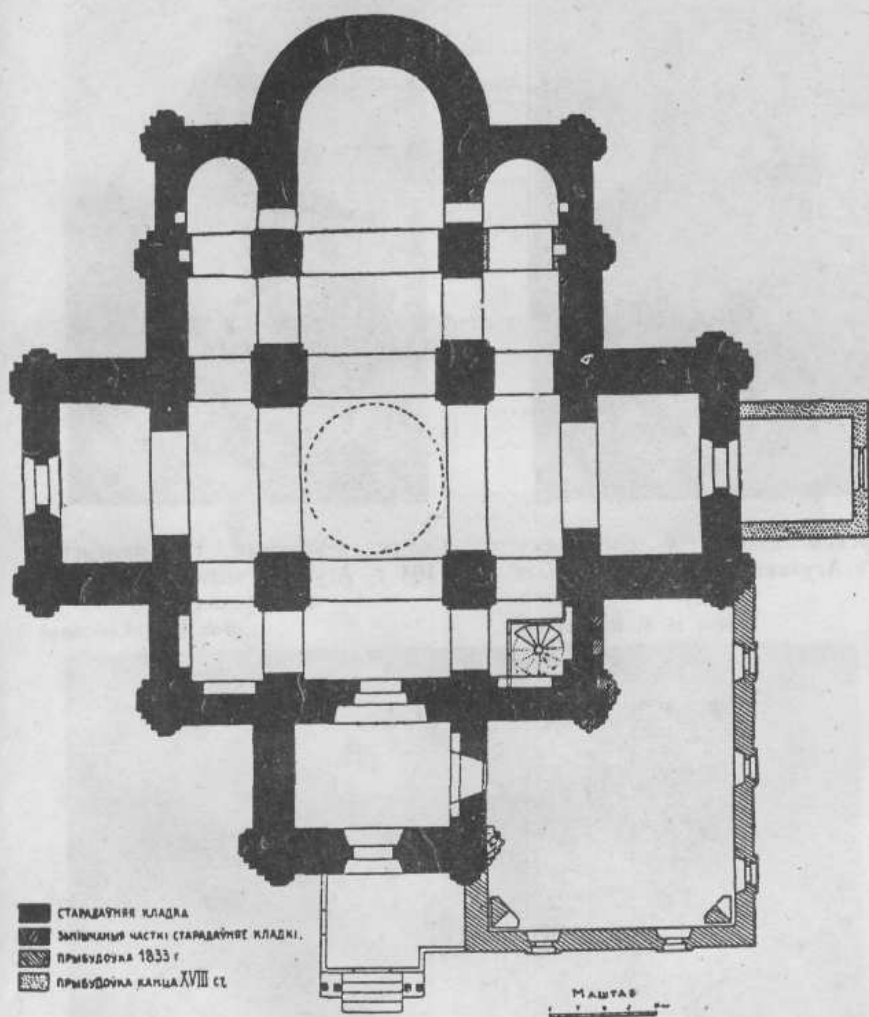 СТАРАДАЎНЯЯ КЛАДКА
ЗЬНІШЧАНЫЯ ЧАСТКІ СТАРАДАЎНЯЕ КЛАДКІ.
ПРЫБУДОЎКА 1833 г
ПРЫБУДОЎКА КАНЦА XVIII СТ
МАШТАБ